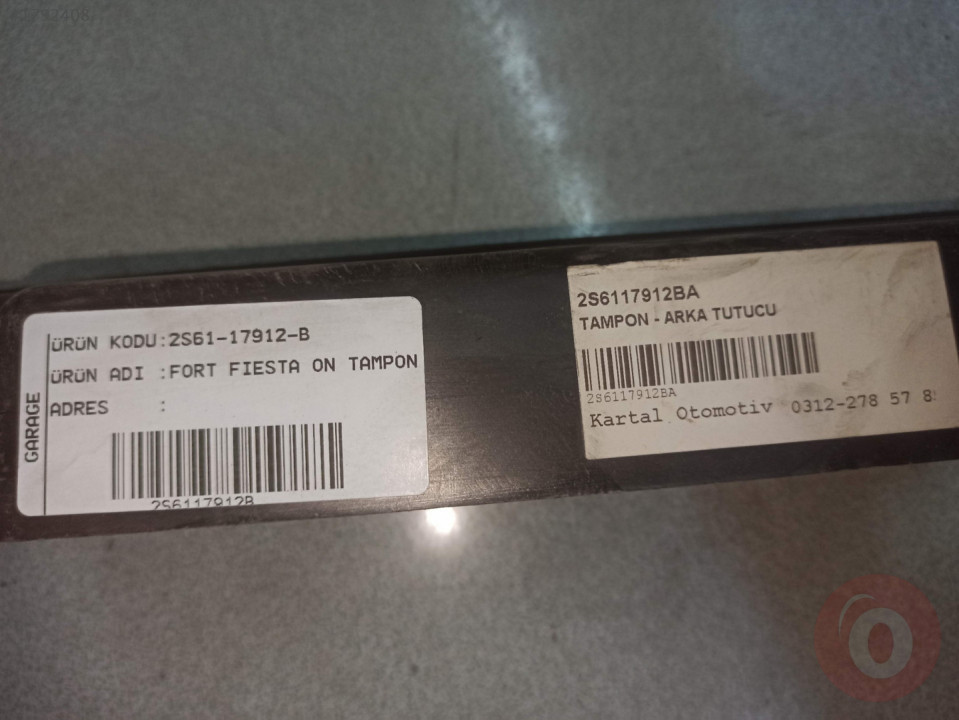 GARAGE
ÜRÜN KODU:2S61-17912-B
ÜRÜN ADI :FORT FIESTA ON TAMPON
ADRES :
2S6117912B
2S6117912BA
TAMPON - ARKA TUTUCU
2S6117912BA
Kartal Otomotiv 0312-278 57 8